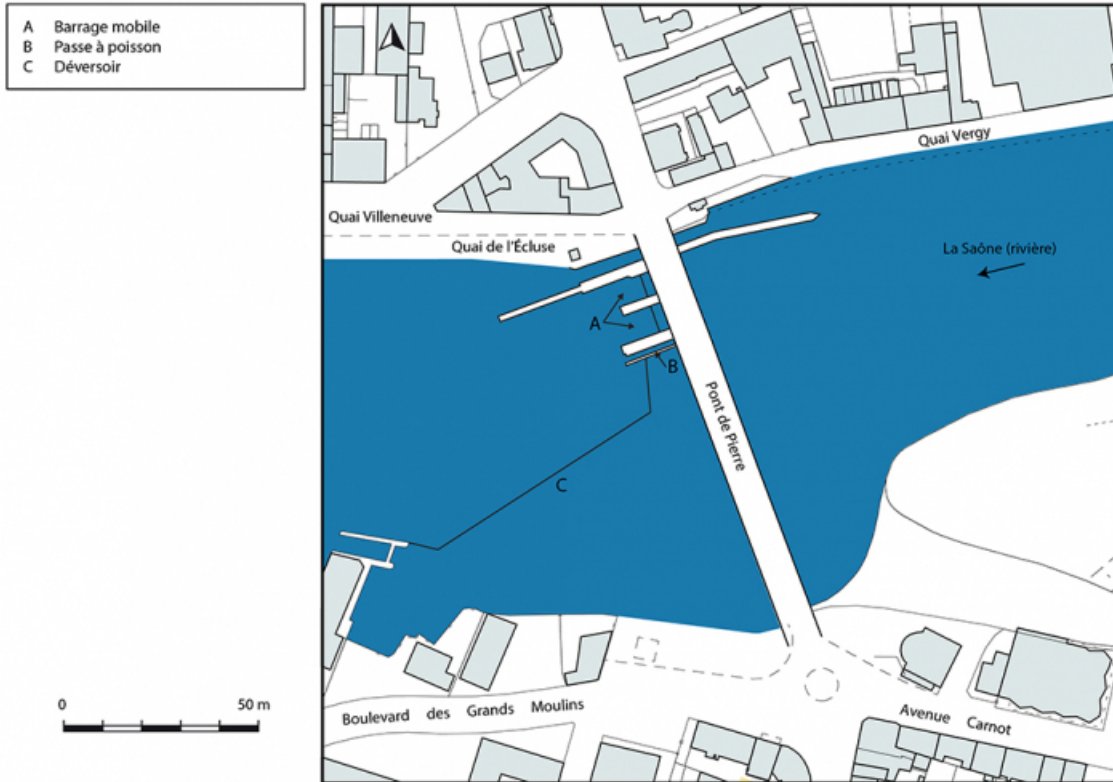 A Barrage mobile
B Passe à poisson
C Déversoir
Quai Vergy
Quai Villeneuve
Quai de l'Écluse
La Saône (rivière)
A
B
Pont de Pierre
C
0 50 m
Boulevard des Grands Moulins
Avenue Carnot